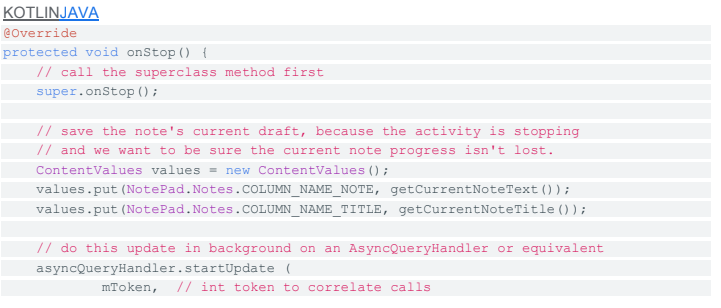 KOTLINJAVA
@Override
protected void onStop() {
    // call the superclass method first
    super.onStop();

    // save the note's current draft, because the activity is stopping
    // and we want to be sure the current note progress isn't lost.
    ContentValues values = new ContentValues();
    values.put(NotePad.Notes.COLUMN_NAME_NOTE, getCurrentNoteText());
    values.put(NotePad.Notes.COLUMN_NAME_TITLE, getCurrentNoteTitle());

    // do this update in background on an AsyncQueryHandler or equivalent
    asyncQueryHandler.startUpdate (
            mToken,  // int token to correlate calls